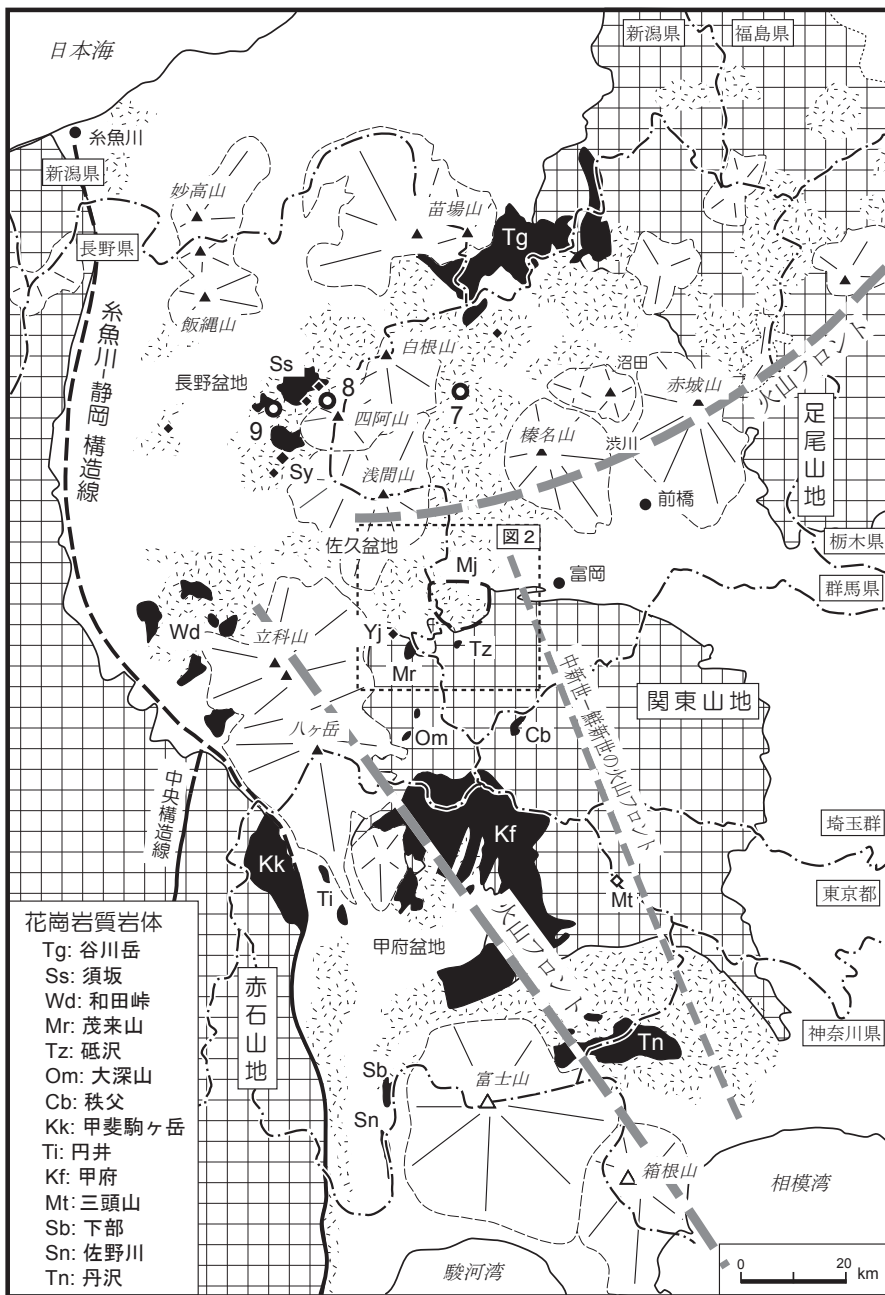 日本海
新潟県
福島県
糸魚川
新潟県
妙高山
苗場山
Tg
長野県
飯縄山
糸魚川-静岡 構造線
白根山
長野盆地
Ss
8
7
9
四阿山
沼田
赤城山
火山フロント
榛名山
渋川
足尾山地
Sy
浅間山
前橋
佐久盆地
図2
栃木県
Mj
富岡
群馬県
Wd
立科山
Yj
Mr
Tz
関東山地
中新世-鮮新世の火山フロント
八ヶ岳
Om
Cb
中央構造線
埼玉群
Kk
Kf
Ti
Mt
東京都
甲府盆地
火山フロント
赤石山地
神奈川県
Tn
Sb
富士山
Sn
箱根山
相模湾
駿河湾
0 20
km
花崗岩質岩体
Tg: 谷川岳
Ss: 須坂
Wd: 和田峠
Mr: 茂来山
Tz: 砥沢
Om: 大深山
Cb: 秩父
Kk: 甲斐駒ヶ岳
Ti: 円井
Kf: 甲府
Mt: 三頭山
Sb: 下部
Sn: 佐野川
Tn: 丹沢